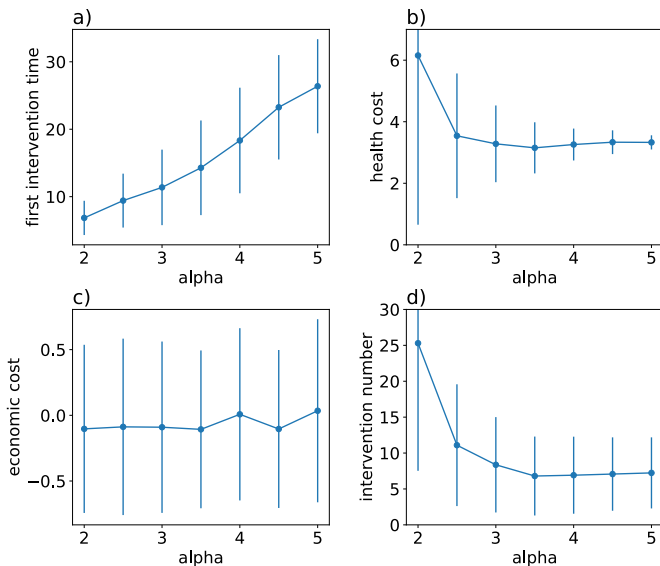 a)
first intervention time
30
20
10
2 3 4 5
alpha
b)
health cost
6
4
2
0
2 3 4 5
alpha
c)
economic cost
0.5
0.0
−0.5
2 3 4 5
alpha
d)
intervention number
30
25
20
15
10
5
0
2 3 4 5
alpha